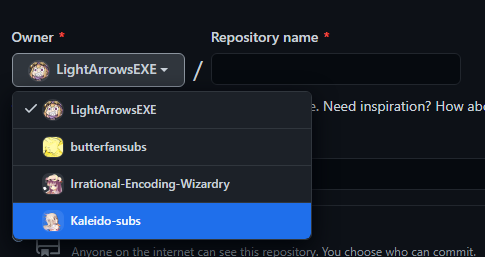 Owner *
Repository name *
LightArrowsEXE
/
LightArrowsEXE
e. Need inspiration? How abo
butterfansubs
Irrational-Encoding-Wizardry
Kaleido-subs
Anyone on the internet can see this repository. You choose who can commit.